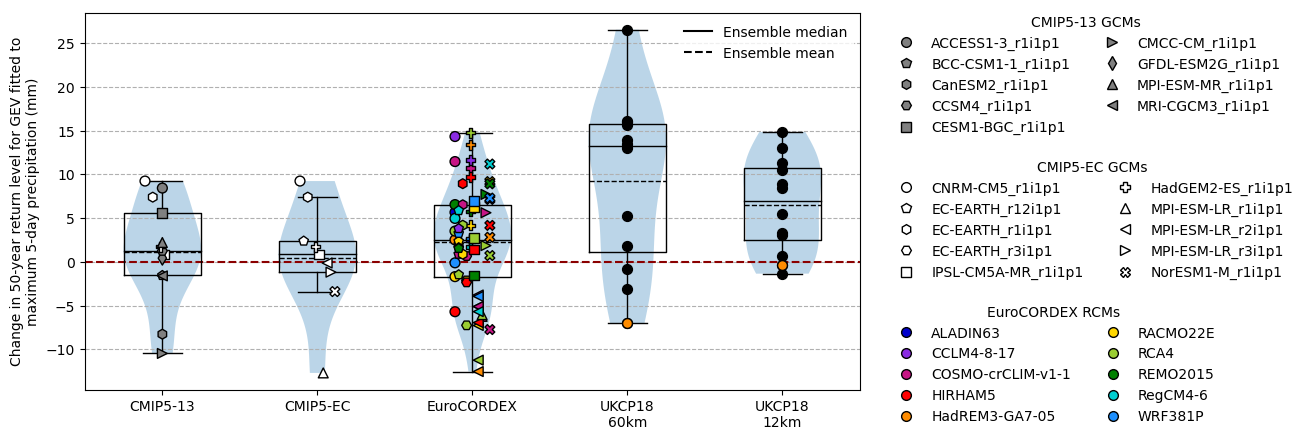 Change in 50-year return level for GEV fitted to
maximum 5-day precipitation (mm)
25
20
15
10
5
0
−5
−10
Ensemble median
Ensemble mean
CMIP5-13
CMIP5-EC
EuroCORDEX
UKCP18
60km
UKCP18
12km
CMIP5-13 GCMs
ACCESS1-3_r1i1p1
BCC-CSM1-1_r1i1p1
CanESM2_r1i1p1
CCSM4_r1i1p1
CESM1-BGC_r1i1p1
CMCC-CM_r1i1p1
GFDL-ESM2G_r1i1p1
MPI-ESM-MR_r1i1p1
MRI-CGCM3_r1i1p1
CMIP5-EC GCMs
CNRM-CM5_r1i1p1
EC-EARTH_r12i1p1
EC-EARTH_r1i1p1
EC-EARTH_r3i1p1
IPSL-CM5A-MR_r1i1p1
HadGEM2-ES_r1i1p1
MPI-ESM-LR_r1i1p1
MPI-ESM-LR_r2i1p1
MPI-ESM-LR_r3i1p1
NorESM1-M_r1i1p1
EuroCORDEX RCMs
ALADIN63
CCLM4-8-17
COSMO-crCLIM-v1-1
HIRHAM5
HadREM3-GA7-05
RACMO22E
RCA4
REMO2015
RegCM4-6
WRF381P